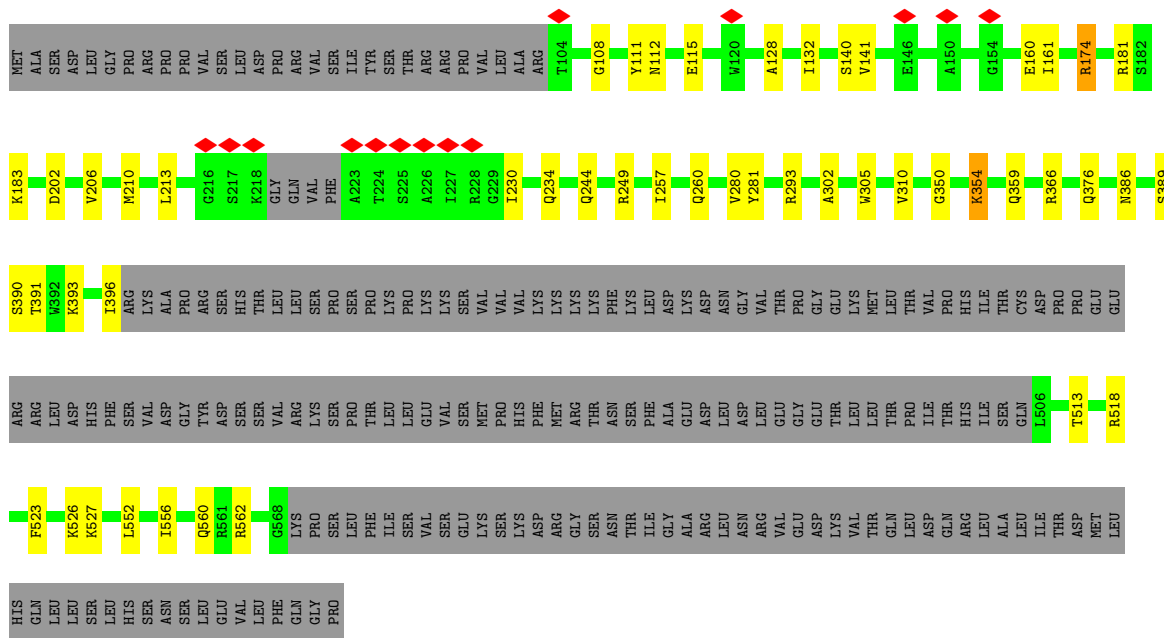 MET ALA SER ASP LEU GLY PRO ARG PRO PRO VAL SER LEU ASP PRO ARG VAL SER ILE TYR SER THR ARG ARG PRO VAL LEU ALA ARG T104 G108 Y111 N112 E115 W120 A128 I132 S140 V141 E146 A150 G154 E160 I161 R174 R181 S182
K183 D202 V206 M210 L213 G216 S217 K218 GLY GLN VAL PHE A223 T224 S225 A226 I227 R228 G229 I230 Q234 Q244 R249 I257 Q260 V280 Y281 R293 A302 W305 V310 G350 K354 Q359 R366 Q376 N386 S389
S390 T391 W392 K393 I396 ARG LYS ALA PRO ARG SER HIS THR LEU LEU SER PRO SER PRO LYS PRO LYS LYS SER VAL VAL VAL LYS LYS LYS LYS PHE LYS LEU ASP LYS ASP ASN GLY VAL THR PRO GLY GLU LYS MET LEU THR VAL PRO HIS ILE THR CYS ASP PRO PRO GLU GLU
ARG ARG LEU ASP HIS PHE SER VAL ASP GLY TYR ASP SER SER VAL ARG LYS SER SER PRO THR LEU LEU GLU VAL SER MET PRO HIS PHE MET ARG THR ASN SER PHE ALA GLU ASP LEU ASP LEU GLU GLY GLU THR LEU LEU THR PRO ILE THR HIS ILE SER GLN L506 T513 R518
F523 K526 K527 L552 I556 Q560 R561 R562 G568 LYS PRO SER LEU PHE ILE SER VAL SER GLU LYS SER LYS ASP ARG GLY SER ASN THR ILE GLY ALA ARG LEU ASN ARG VAL GLU ASP LYS VAL THR GLN LEU ASP GLN ARG LEU ALA LEU ILE THR ASP MET LEU
HIS GLN LEU LEU SER LEU HIS SER ASN SER LEU GLU VAL LEU PHE GLN GLY PRO